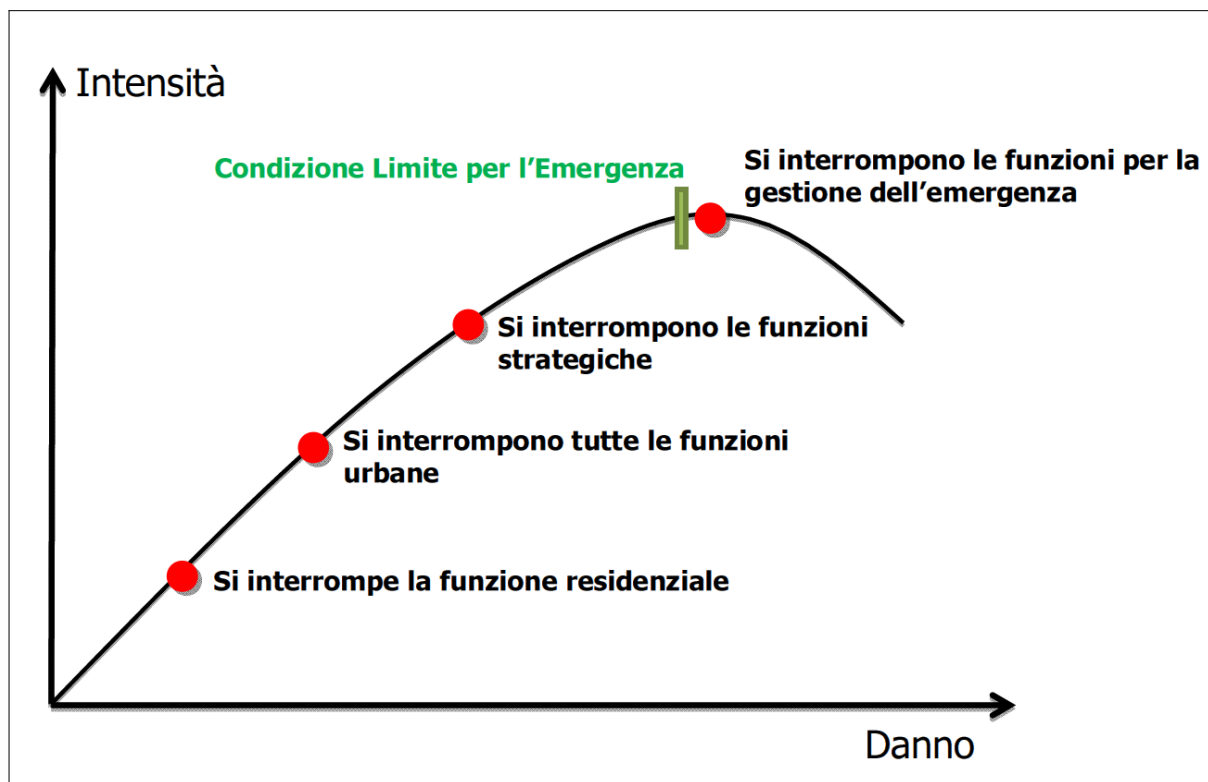 Intensità
Condizione Limite per l'Emergenza
Si interrompono le funzioni per la
gestione dell'emergenza
Si interrompono le funzioni
strategiche
Si interrompono tutte le funzioni
urbane
Si interrompe la funzione residenziale
Danno